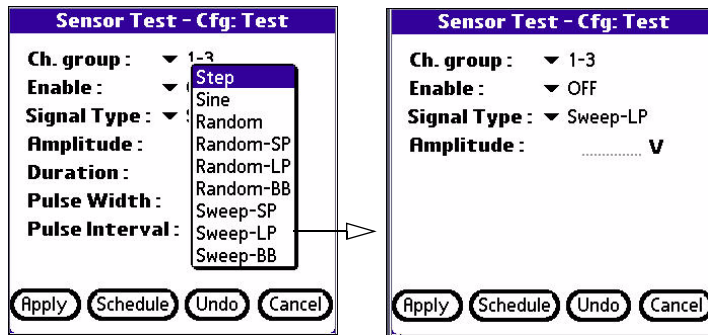 Sensor Test - Cfg: Test
Ch. group : 1-3
Enable :
Signal Type :
Amplitude :
Duration :
Pulse Width :
Pulse Interval :
Step
Sine
Random
Random-SP
Random-LP
Random-BB
Sweep-SP
Sweep-LP
Sweep-BB
Apply Schedule Undo Cancel
Sensor Test - Cfg: Test
Ch. group : 1-3
Enable : OFF
Signal Type : Sweep-LP
Amplitude : V
Apply Schedule Undo Cancel